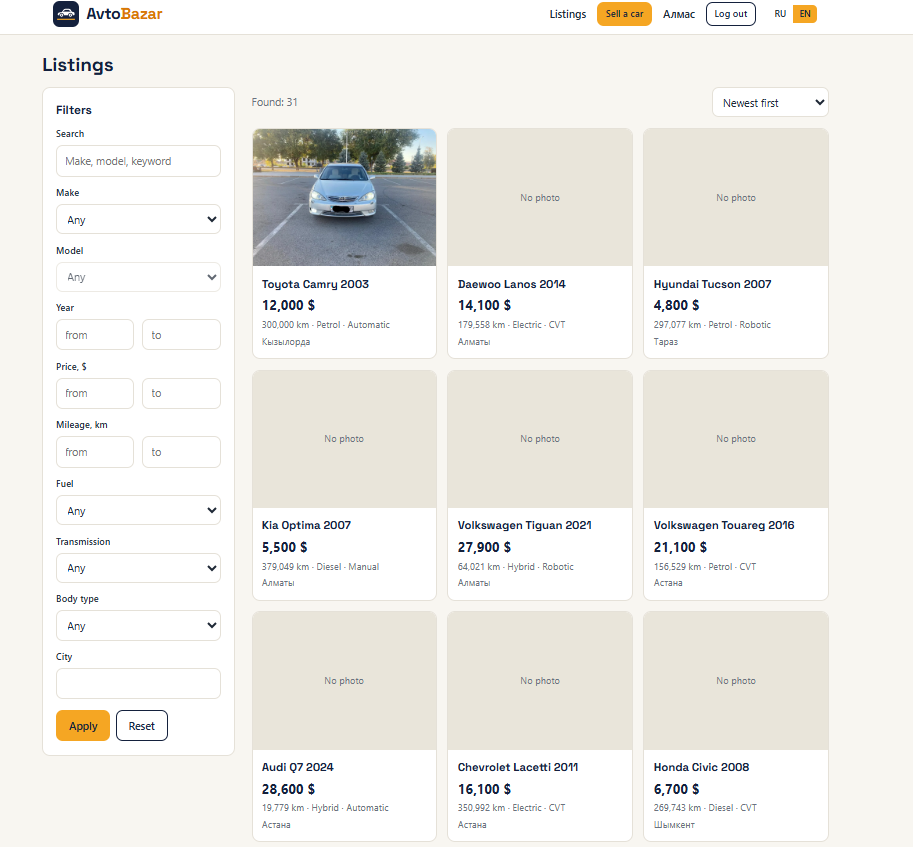 AvtoBazar
Listings
Sell a car
Алмас
Log out
RU
EN
Listings
Filters
Search
Make, model, keyword
Make
Any
Model
Any
Year
from
to
Price, $
from
to
Mileage, km
from
to
Fuel
Any
Transmission
Any
Body type
Any
City
Apply
Reset
Found: 31
Newest first
Toyota Camry 2003
12,000 $
300,000 km · Petrol · Automatic
Кызылорда
No photo
Daewoo Lanos 2014
14,100 $
179,558 km · Electric · CVT
Алматы
No photo
Hyundai Tucson 2007
4,800 $
297,077 km · Petrol · Robotic
Тараз
No photo
Kia Optima 2007
5,500 $
379,049 km · Diesel · Manual
Алматы
No photo
Volkswagen Tiguan 2021
27,900 $
64,021 km · Hybrid · Robotic
Алматы
No photo
Volkswagen Touareg 2016
21,100 $
156,529 km · Petrol · CVT
Астана
No photo
Audi Q7 2024
28,600 $
19,779 km · Hybrid · Automatic
Астана
No photo
Chevrolet Lacetti 2011
16,100 $
350,992 km · Electric · CVT
Астана
No photo
Honda Civic 2008
6,700 $
269,743 km · Diesel · CVT
Шымкент